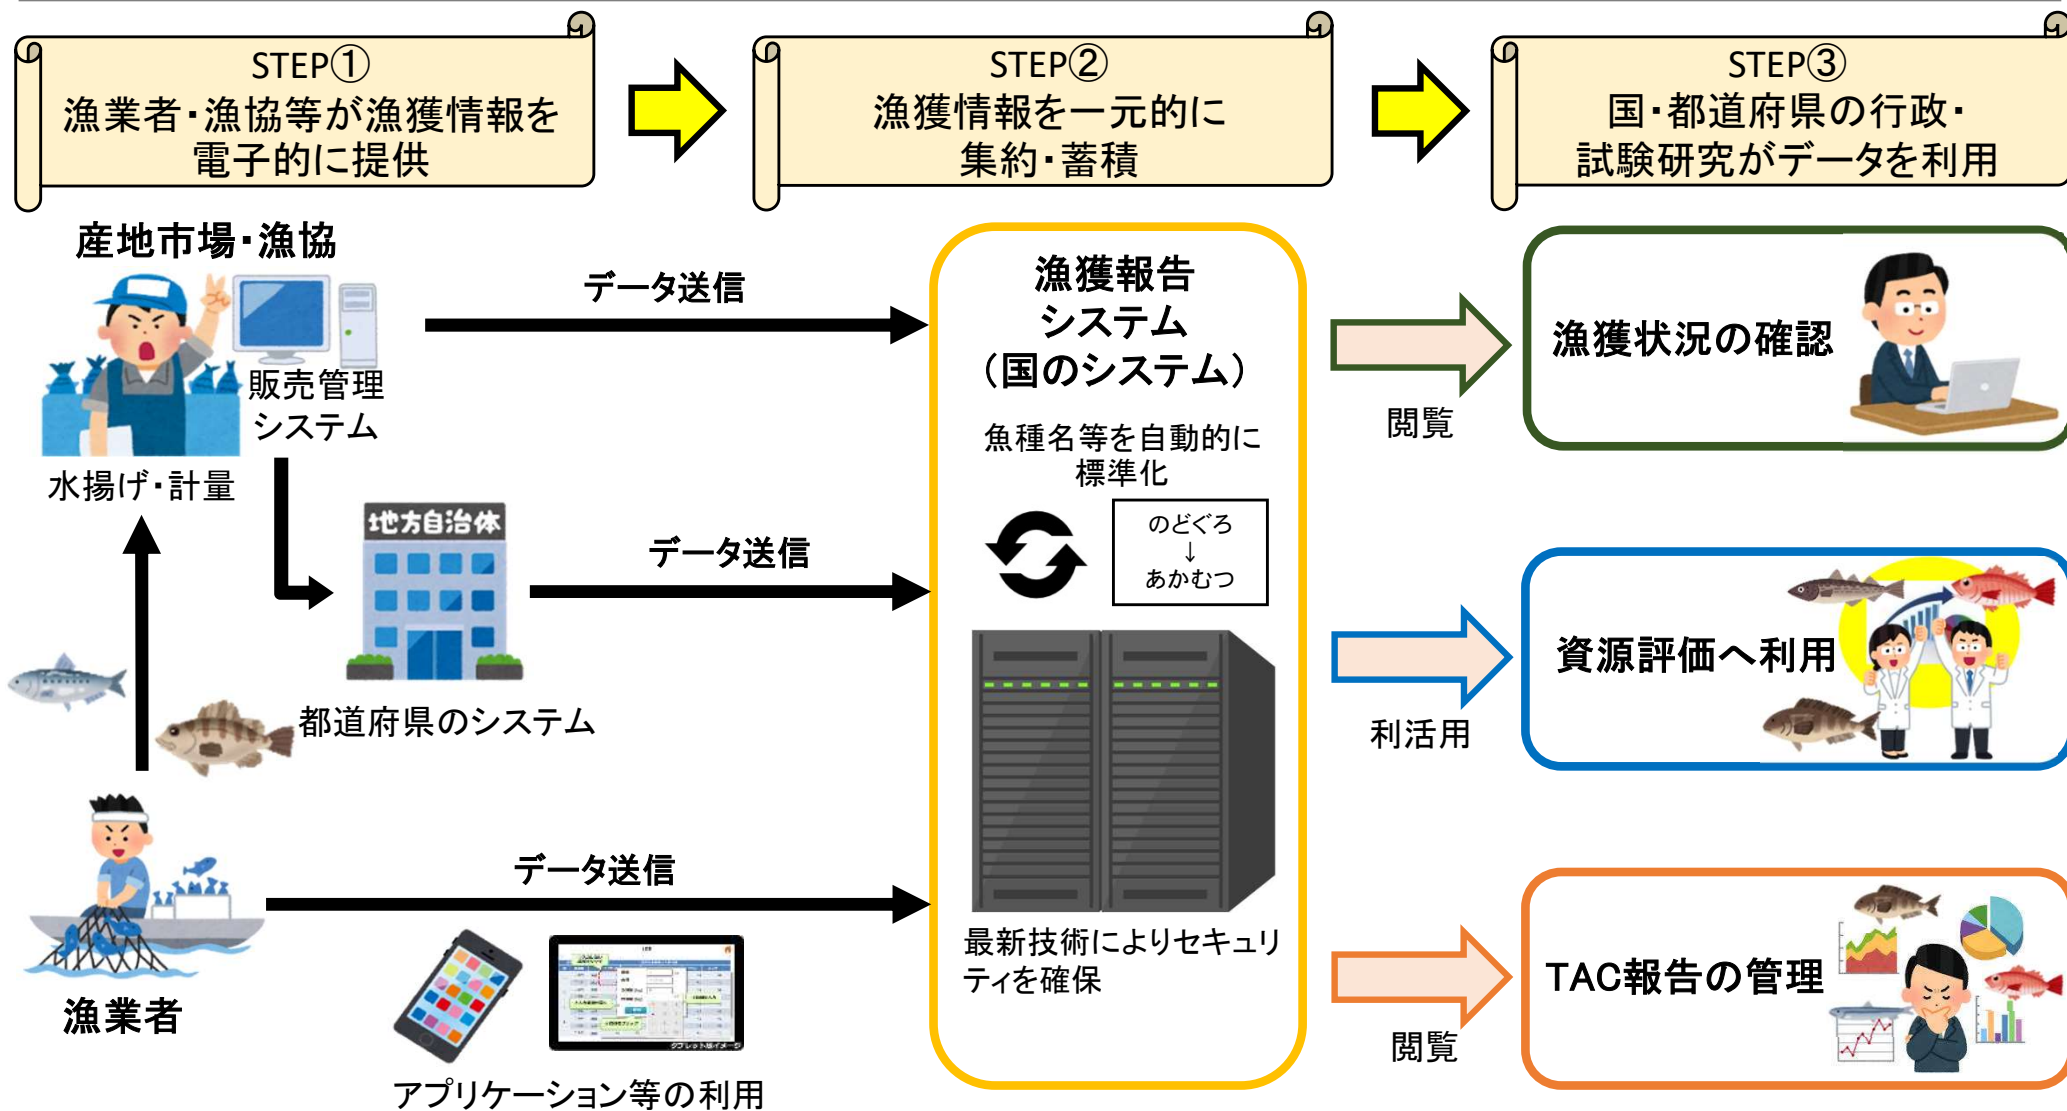 STEP①
漁業者・漁協等が漁獲情報を
電子的に提供
STEP②
漁獲情報を一元的に
集約・蓄積
STEP③
国・都道府県の行政・
試験研究がデータを利用
産地市場・漁協
販売管理
システム
水揚げ・計量
データ送信
地方自治体
データ送信
都道府県のシステム
漁業者
データ送信
タブレット版イメージ
アプリケーション等の利用
漁獲報告
システム
（国のシステム）
魚種名等を自動的に
標準化
のどぐろ
↓
あかむつ
最新技術によりセキュリ
ティを確保
閲覧
漁獲状況の確認
利活用
資源評価へ利用
閲覧
TAC報告の管理